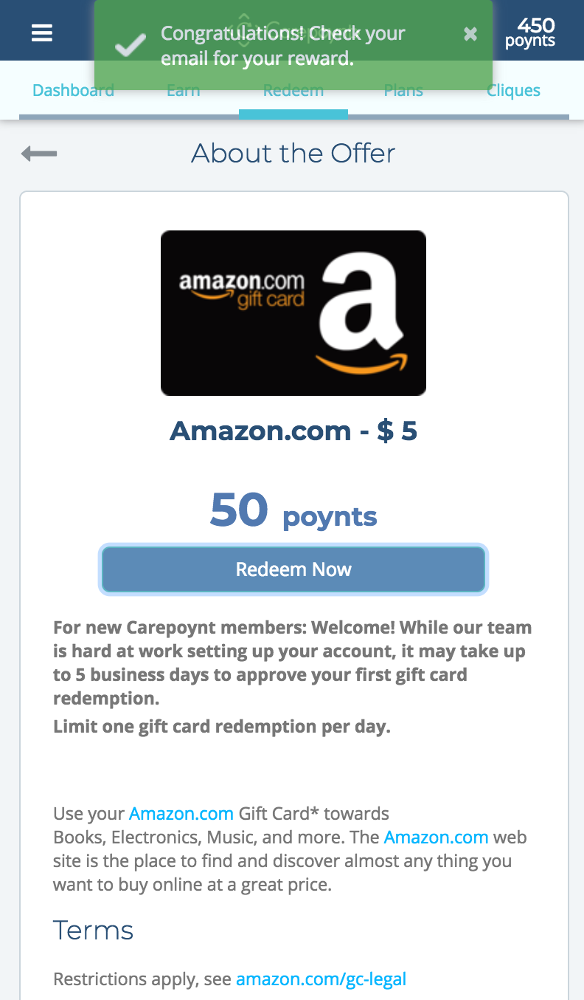 Congratulations! Check your
email for your reward.
Carepoynt
450
poynts
Dashboard Earn Redeem Plans Cliques
About the Offer
amazon.com
gift card
a
Amazon.com - $ 5
50 poynts
Redeem Now
For new Carepoynt members: Welcome! While our team
is hard at work setting up your account, it may take up
to 5 business days to approve your first gift card
redemption.
Limit one gift card redemption per day.
Use your Amazon.com Gift Card* towards
Books, Electronics, Music, and more. The Amazon.com web
site is the place to find and discover almost any thing you
want to buy online at a great price.
Terms
Restrictions apply, see amazon.com/gc-legal